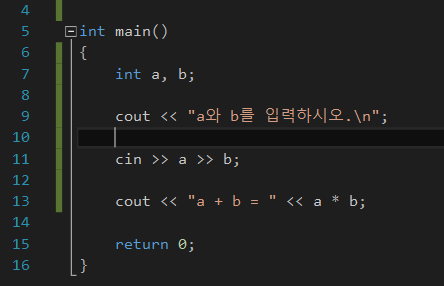 4
5 int main()
6 {
7 int a, b;
8
9 cout << "a와 b를 입력하시오.\n";
10
11 cin >> a >> b;
12
13 cout << "a + b = " << a * b;
14
15 return 0;
16 }